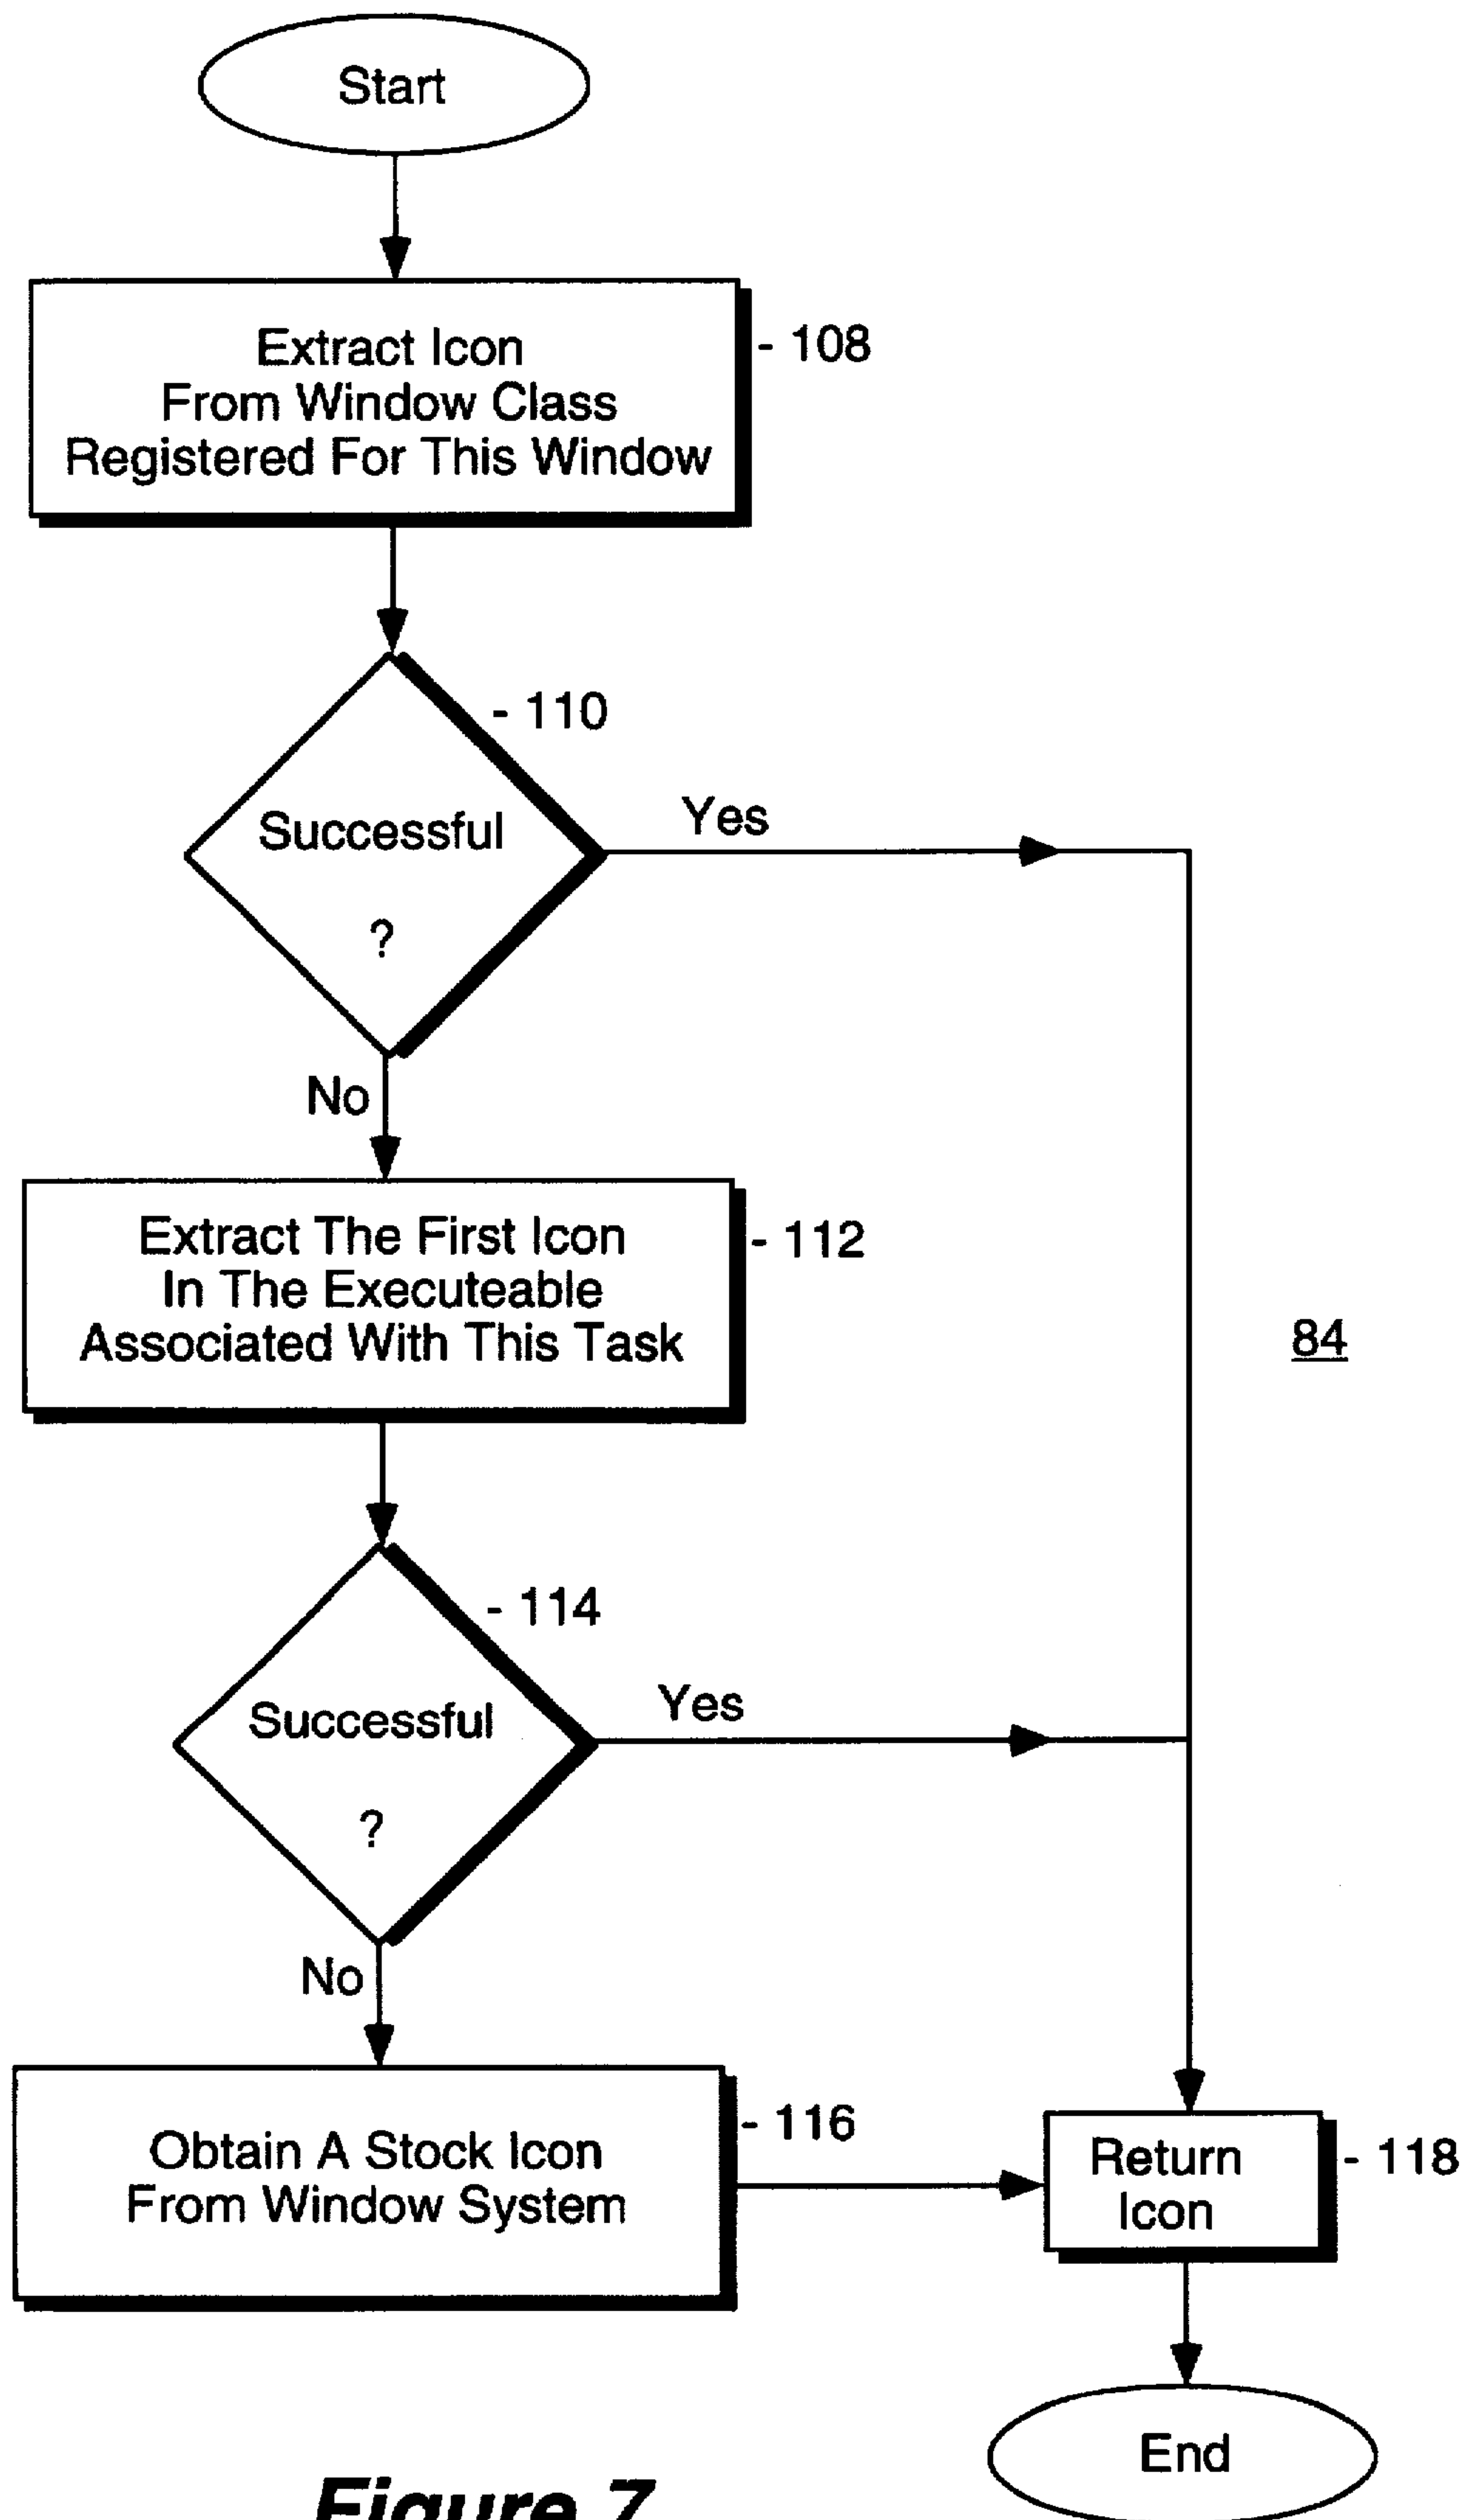 Start
Extract Icon
From Window Class
Registered For This Window
- 108
- 110
Successful
?
Yes
No
Extract The First Icon
In The Executeable
Associated With This Task
- 112
84
- 114
Successful
?
Yes
No
Obtain A Stock Icon
From Window System
- 116
Return
Icon
- 118
End
Figure 7